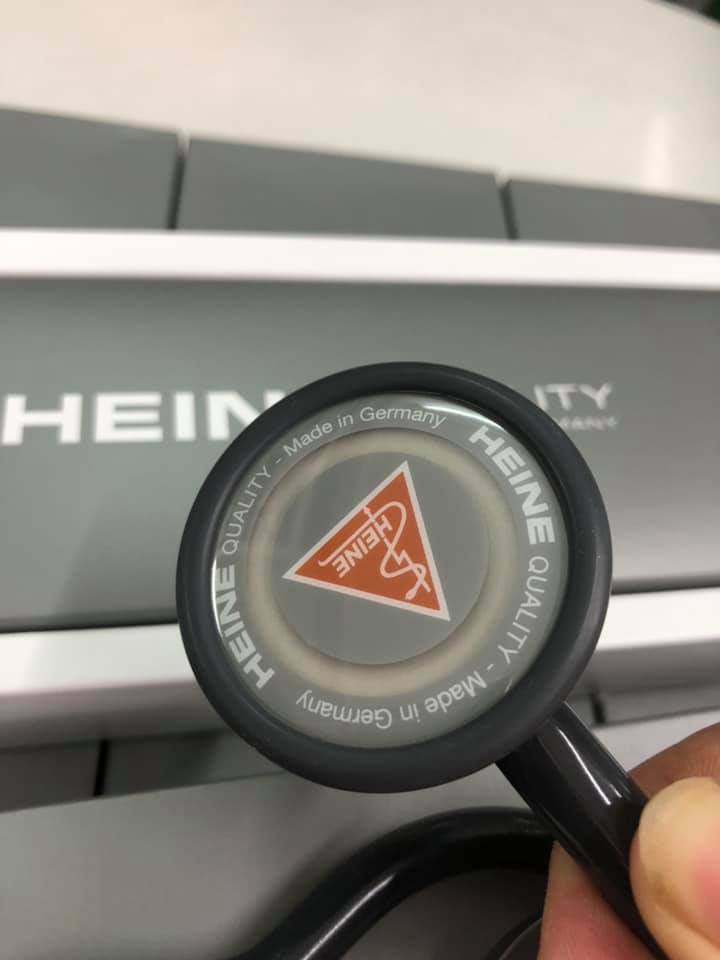 HEIN
ITY
HEINE QUALITY - Made in Germany
HEINE QUALITY - Made in Germany
HEINE